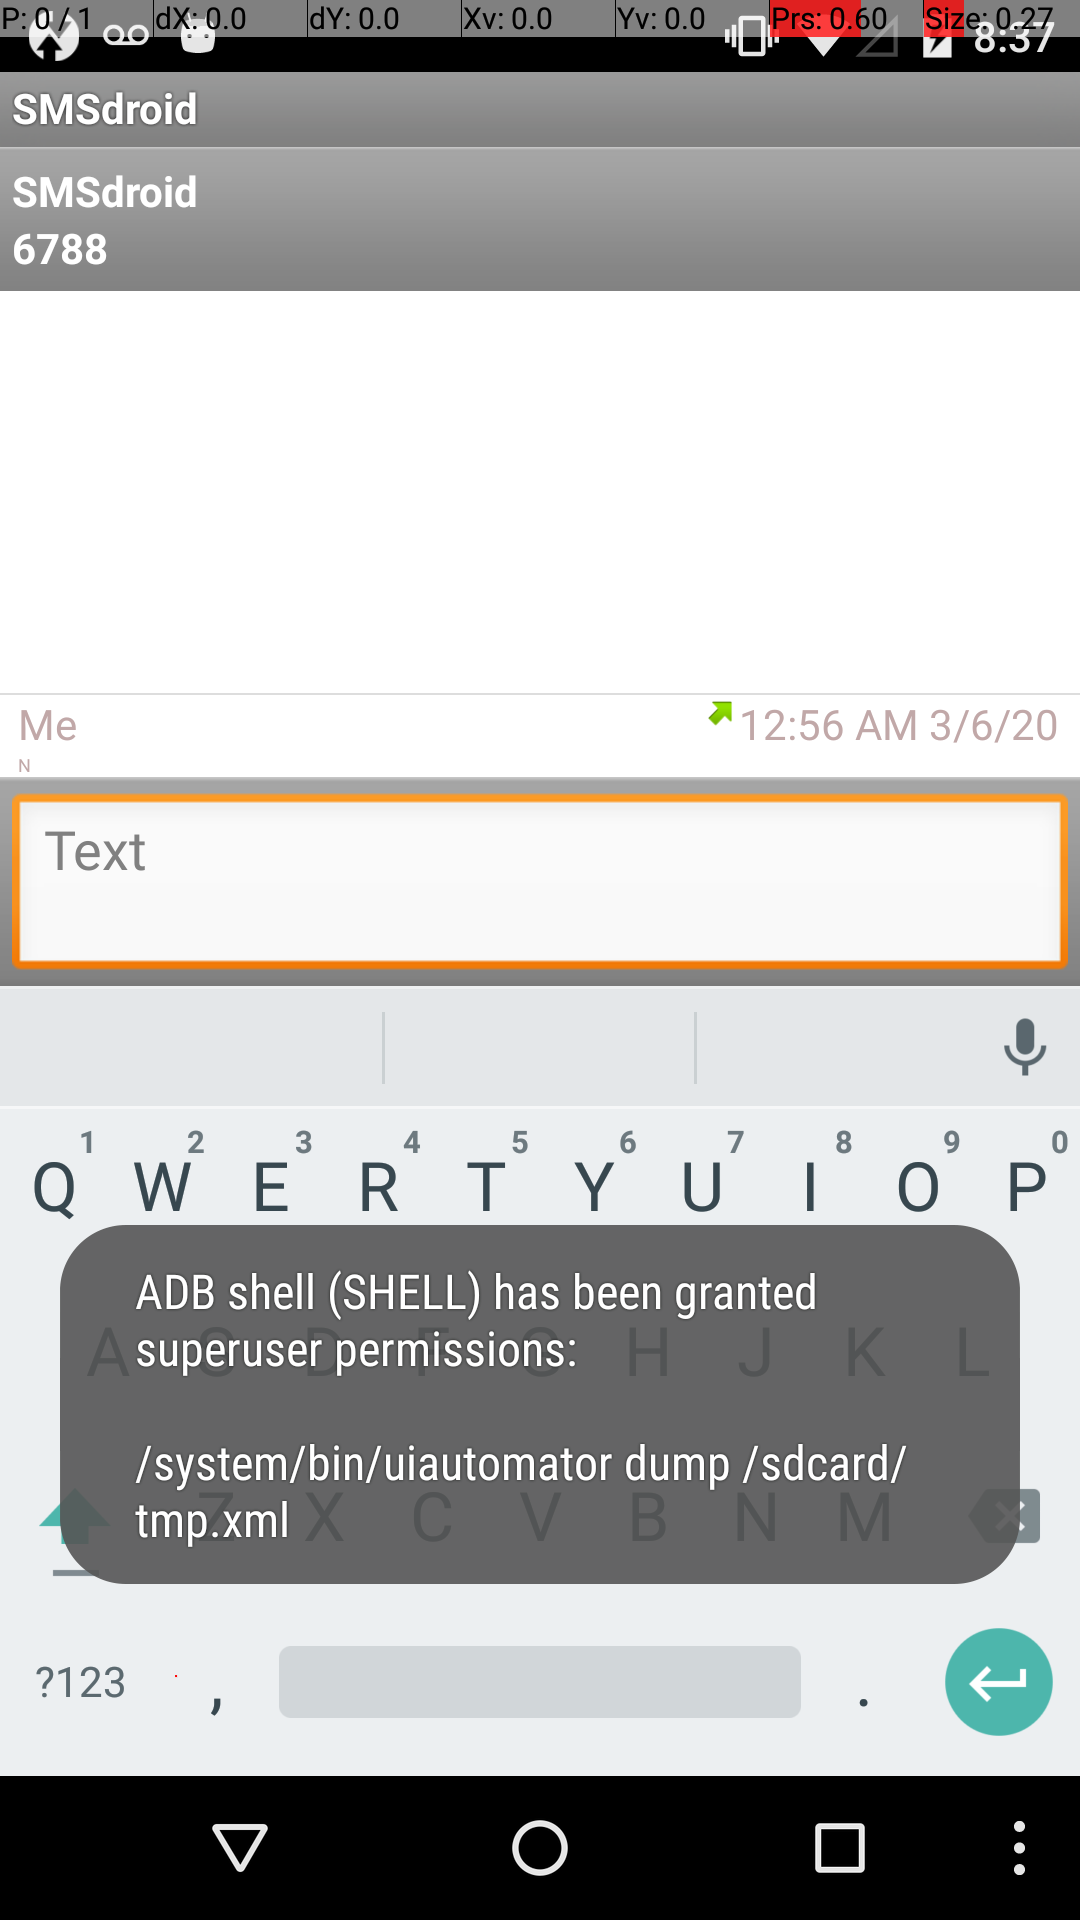 P: 0 / 1 dX: 0.0 dY: 0.0 Xv: 0.0 Yv: 0.0 Prs: 0.60 Size: 0.27
8:37
SMSdroid
SMSdroid
6788
Me 12:56 AM 3/6/20
N
Text
1 2 3 4 5 6 7 8 9 0
Q W E R T Y U I O P
ADB shell (SHELL) has been granted
superuser permissions:
A S D F G H J K L
/system/bin/uiautomator dump /sdcard/
tmp.xml
Z X C V B N M
?123 , .